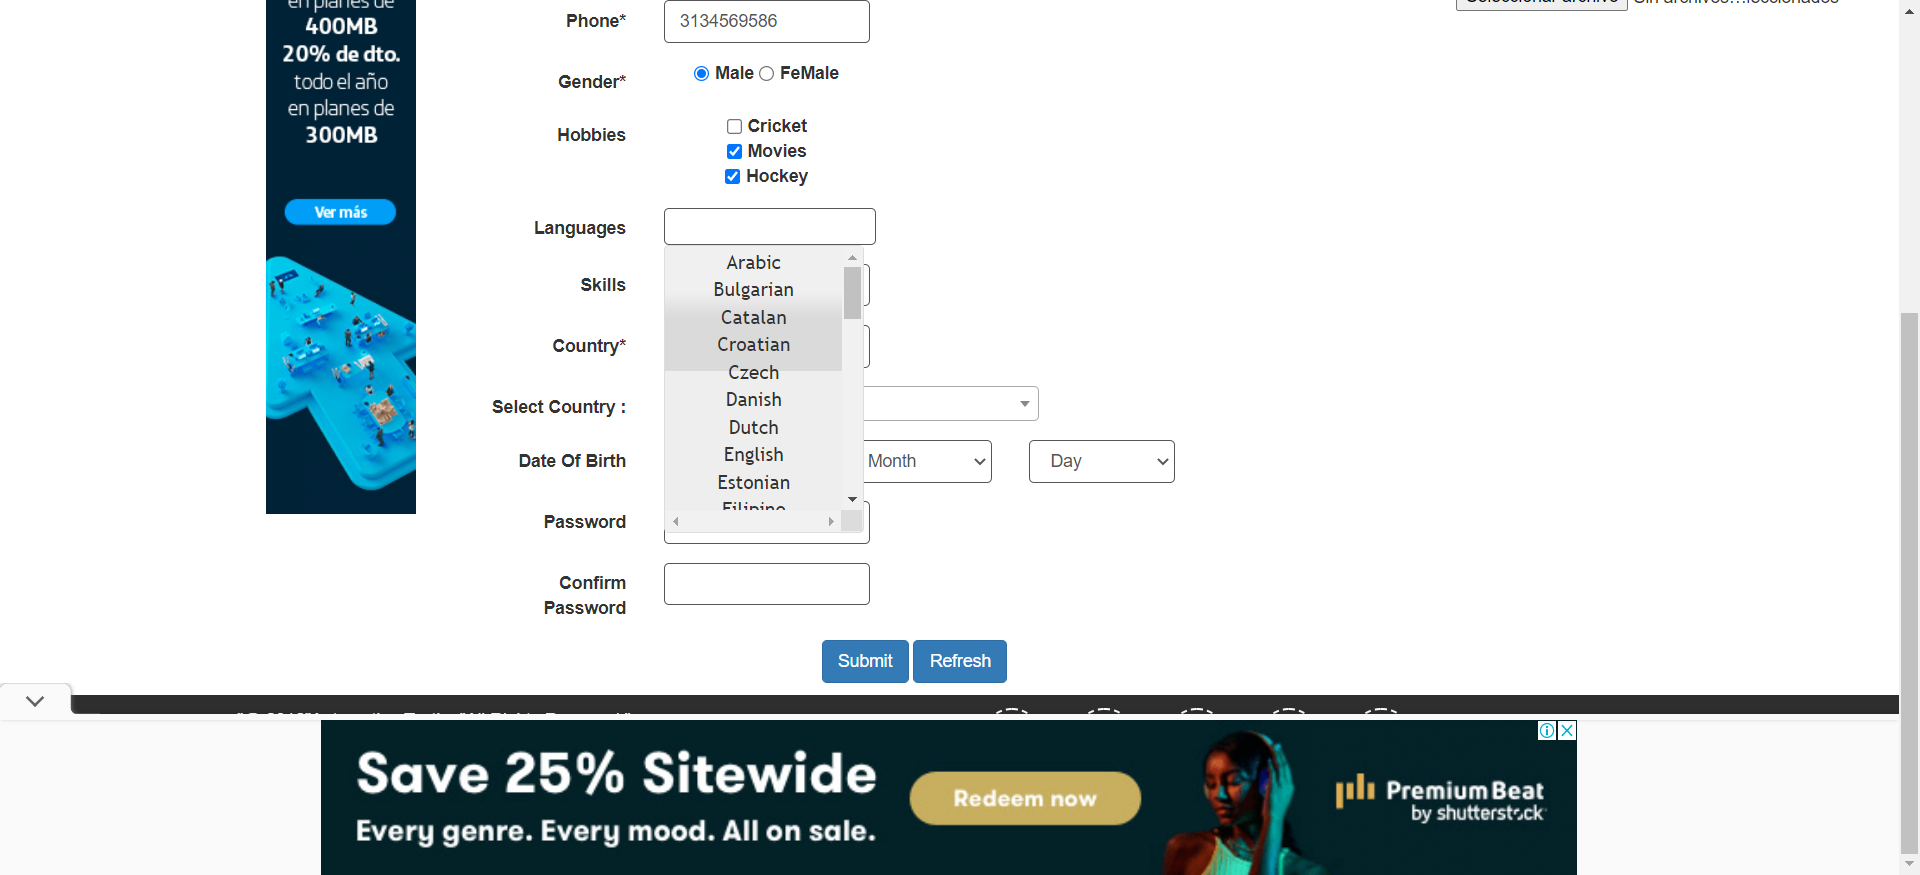 en planes de
400MB
20% de dto.
todo el año
en planes de
300MB
Ver más
Phone*
3134569586
Seleccionar archivo
Gender*
Male FeMale
Hobbies
Cricket
Movies
Hockey
Languages
Arabic
Bulgarian
Catalan
Croatian
Czech
Danish
Dutch
English
Estonian
Filipino
Skills
Country*
Select Country :
Date Of Birth
Month
Day
Password
Confirm
Password
Submit Refresh
Save 25% Sitewide
Every genre. Every mood. All on sale.
Redeem now
PremiumBeat
by shutterstock